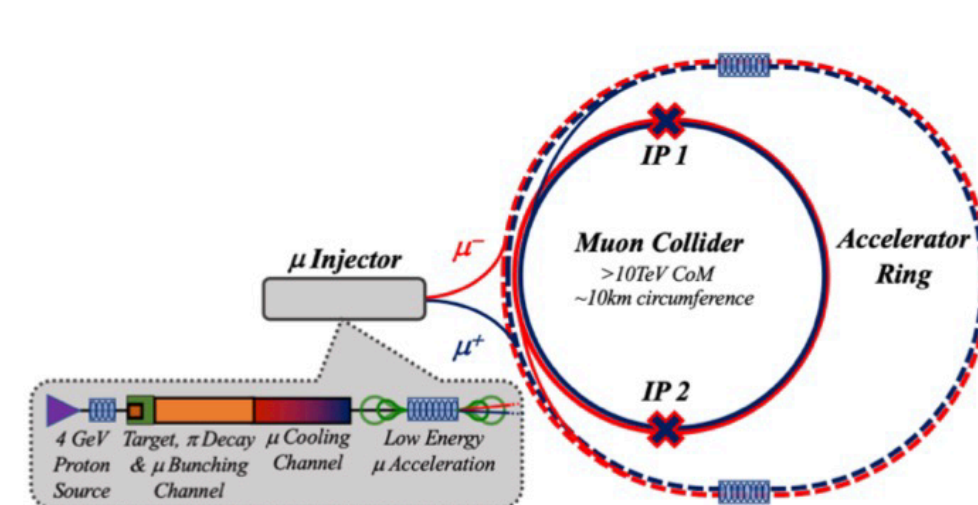 IP 1
Muon Collider
>10TeV CoM
~10km circumference
Accelerator
Ring
μ⁻
μ Injector
μ⁺
IP 2
4 GeV
Proton
Source
Target, π Decay
& μ Bunching
Channel
μ Cooling
Channel
Low Energy
μ Acceleration